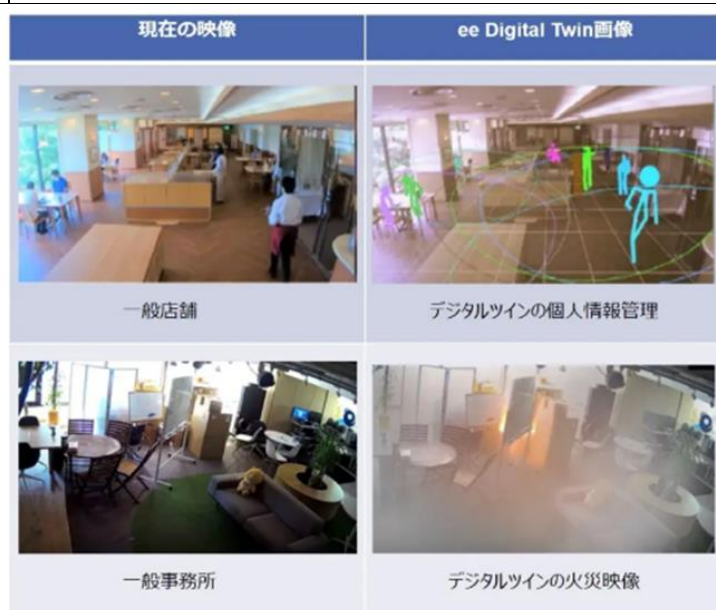 現在の映像
ee Digital Twin画像
一般店舗
デジタルツインの個人情報管理
一般事務所
デジタルツインの火災映像